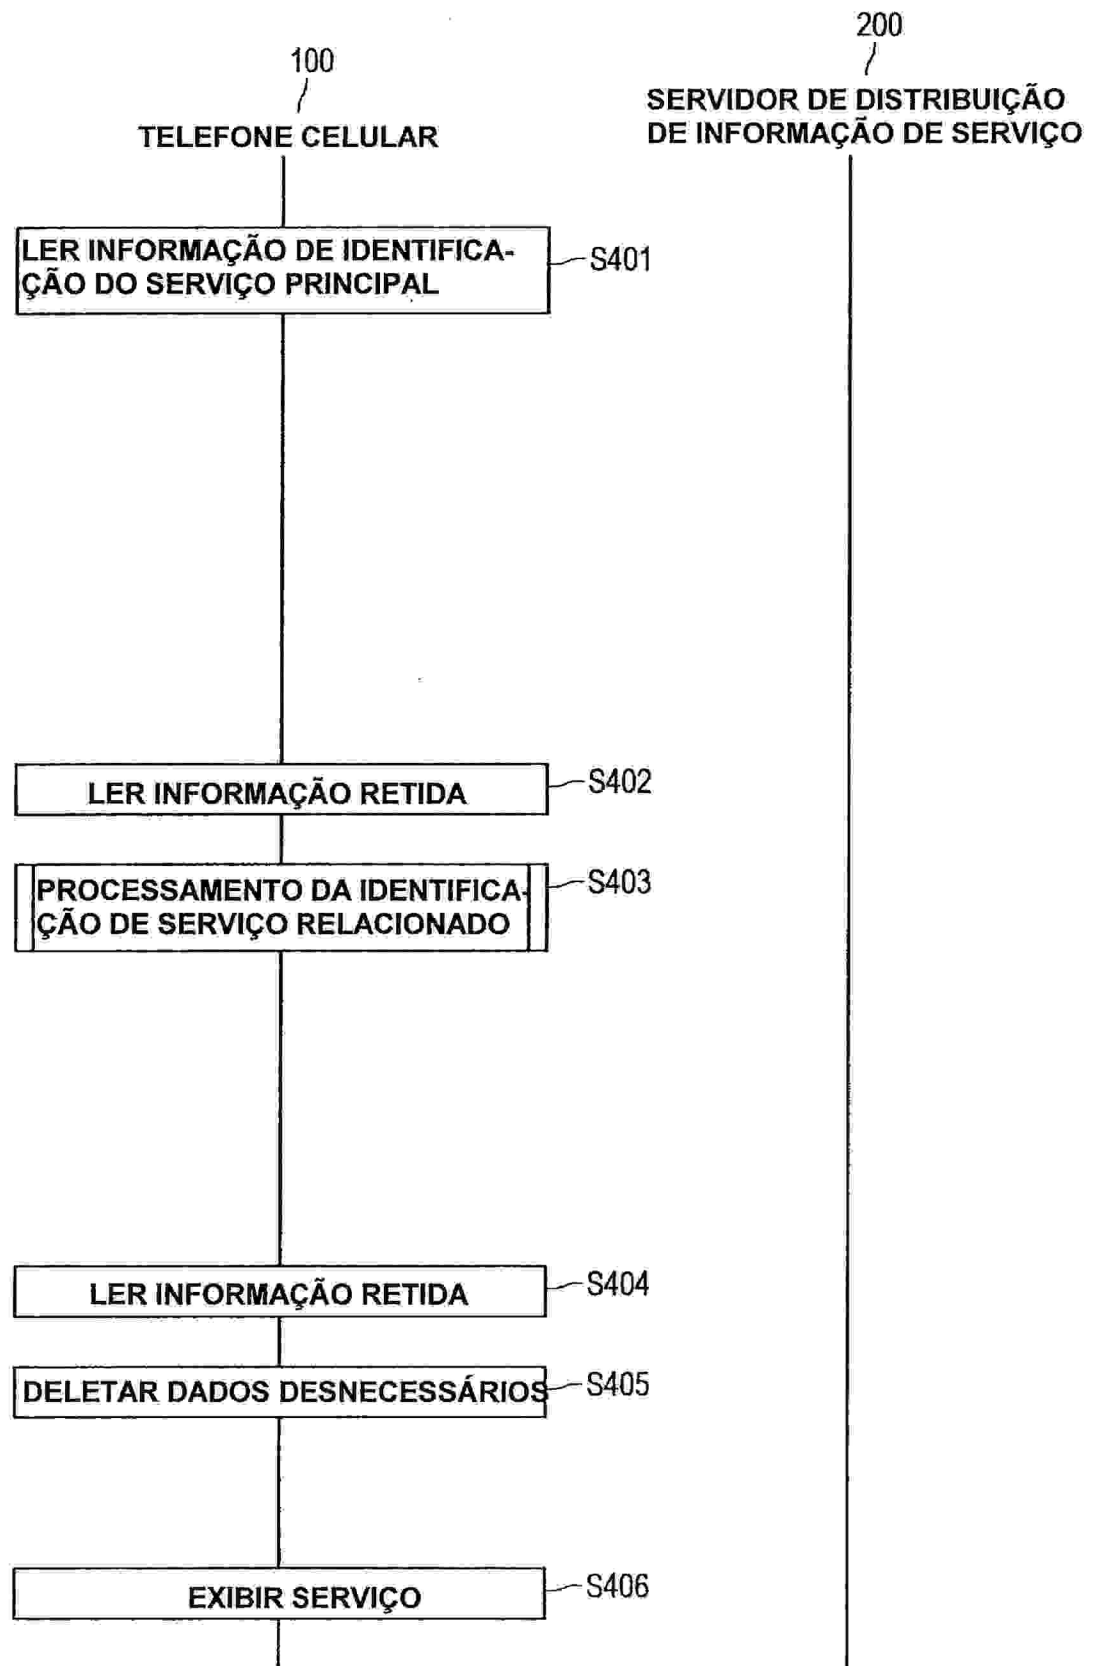 100
TELEFONE CELULAR
200
SERVIDOR DE DISTRIBUIÇÃO
DE INFORMAÇÃO DE SERVIÇO
LER INFORMAÇÃO DE IDENTIFICA-
ÇÃO DO SERVIÇO PRINCIPAL
S401
LER INFORMAÇÃO RETIDA
S402
PROCESSAMENTO DA IDENTIFICA-
ÇÃO DE SERVIÇO RELACIONADO
S403
LER INFORMAÇÃO RETIDA
S404
DELETAR DADOS DESNECESSÁRIOS
S405
EXIBIR SERVIÇO
S406